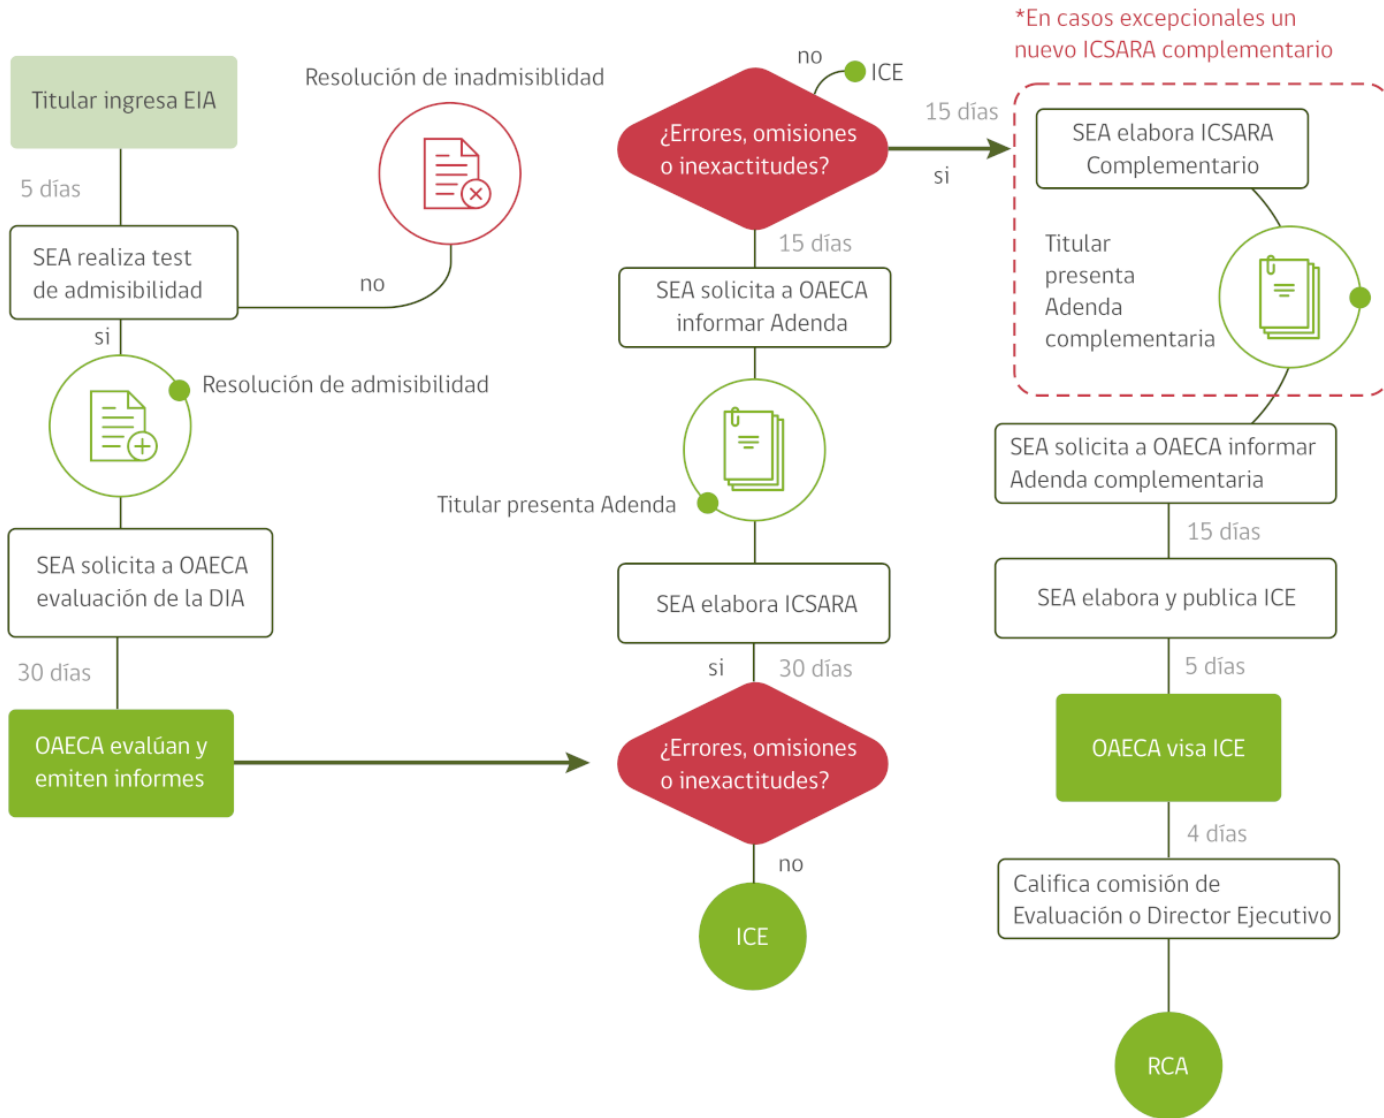 Titular ingresa EIA
5 días
SEA realiza test
de admisibilidad
no
Resolución de inadmisiblidad
si
Resolución de admisibilidad
SEA solicita a OAECA
evaluación de la DIA
30 días
OAECA evalúan y
emiten informes
¿Errores, omisiones
o inexactitudes?
no
ICE
si
30 días
SEA elabora ICSARA
Titular presenta Adenda
SEA solicita a OAECA
informar Adenda
15 días
¿Errores, omisiones
o inexactitudes?
no
ICE
15 días
si
*En casos excepcionales un
nuevo ICSARA complementario
SEA elabora ICSARA
Complementario
Titular
presenta
Adenda
complementaria
SEA solicita a OAECA informar
Adenda complementaria
15 días
SEA elabora y publica ICE
5 días
OAECA visa ICE
4 días
Califica comisión de
Evaluación o Director Ejecutivo
RCA